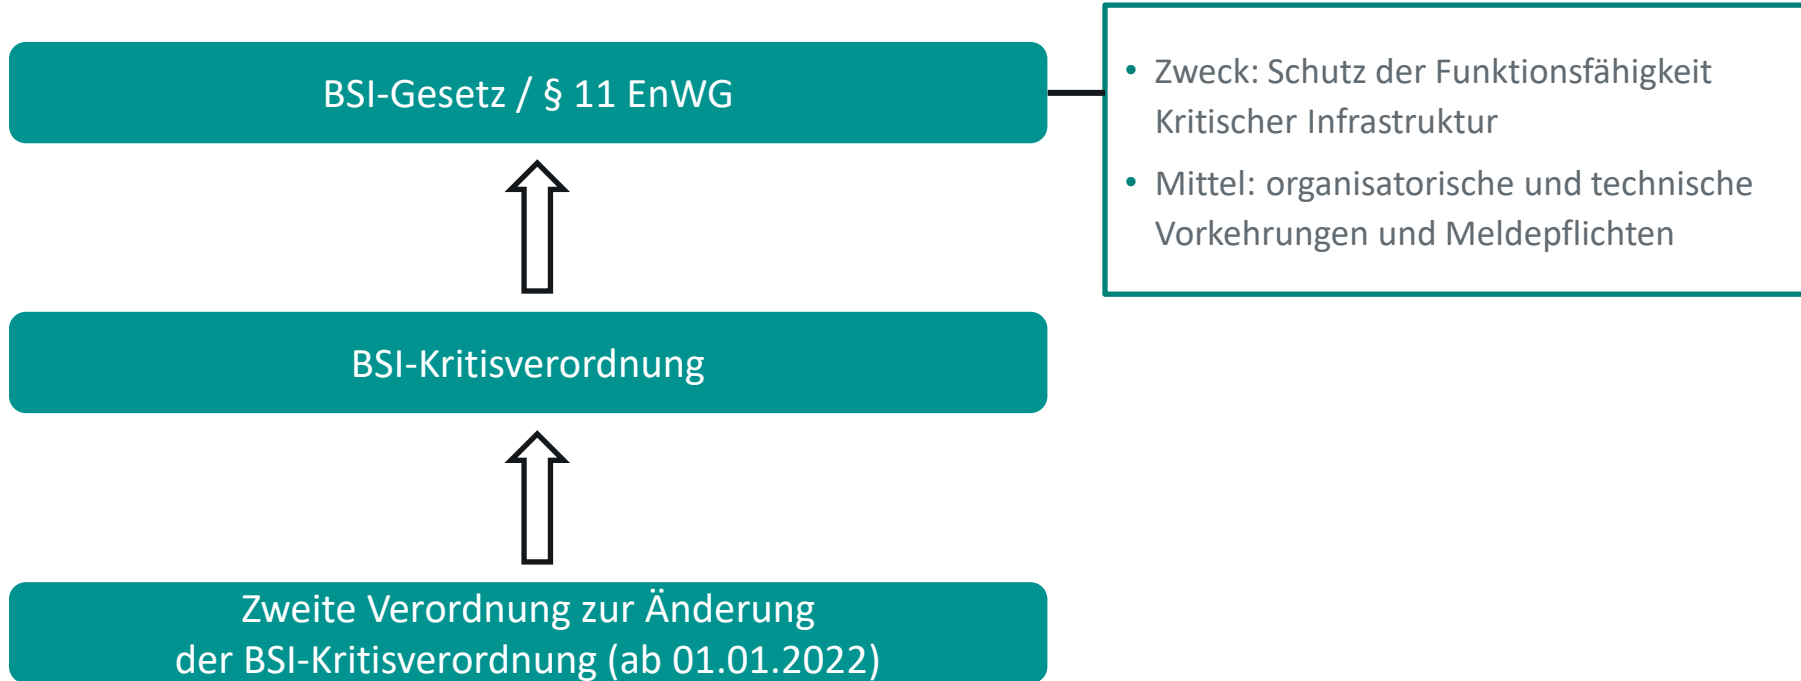 BSI-Gesetz / § 11 EnWG
• Zweck: Schutz der Funktionsfähigkeit
Kritischer Infrastruktur
• Mittel: organisatorische und technische
Vorkehrungen und Meldepflichten
BSI-Kritisverordnung
Zweite Verordnung zur Änderung
der BSI-Kritisverordnung (ab 01.01.2022)